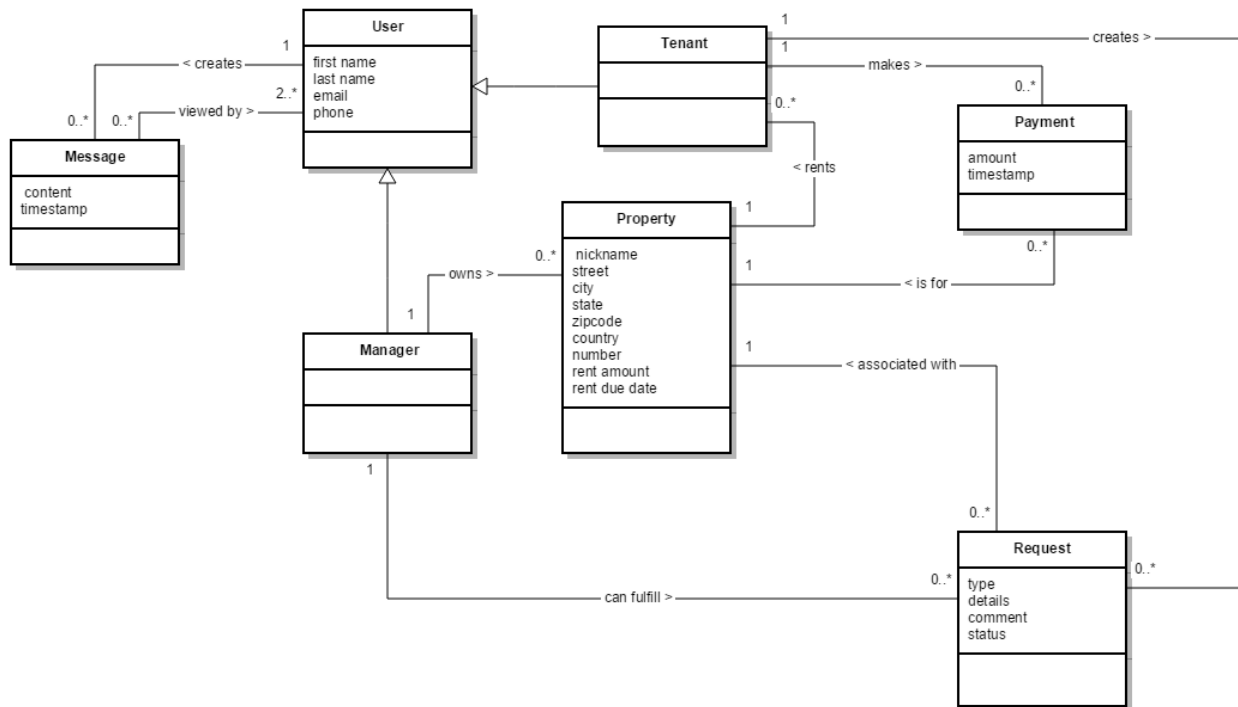 User
first name
last name
email
phone
1
< creates
0..*
2..*
viewed by >
0..*
Message
content
timestamp
Tenant
1
creates >
0..*
1
makes >
0..*
Payment
amount
timestamp
0..*
< rents
1
Property
nickname
street
city
state
zipcode
country
number
rent amount
rent due date
0..*
owns >
1
1
< is for
0..*
Manager
1
< associated with
0..*
1
can fulfill >
0..*
Request
type
details
comment
status